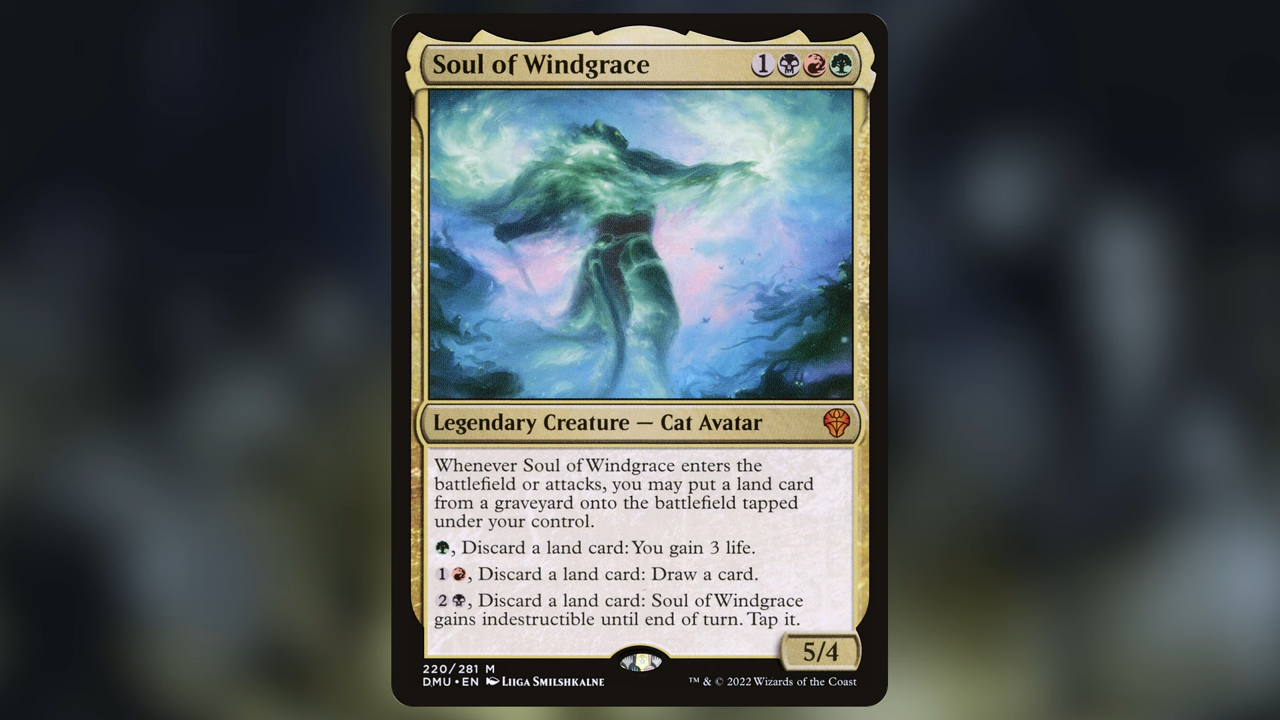 Soul of Windgrace 1
Legendary Creature — Cat Avatar
Whenever Soul of Windgrace enters the
battlefield or attacks, you may put a land card
from a graveyard onto the battlefield tapped
under your control.
, Discard a land card: You gain 3 life.
1 , Discard a land card: Draw a card.
2 , Discard a land card: Soul of Windgrace
gains indestructible until end of turn. Tap it.
5/4
220/281 M
DMU • EN Liiga Smilshkalne
™ & © 2022 Wizards of the Coast